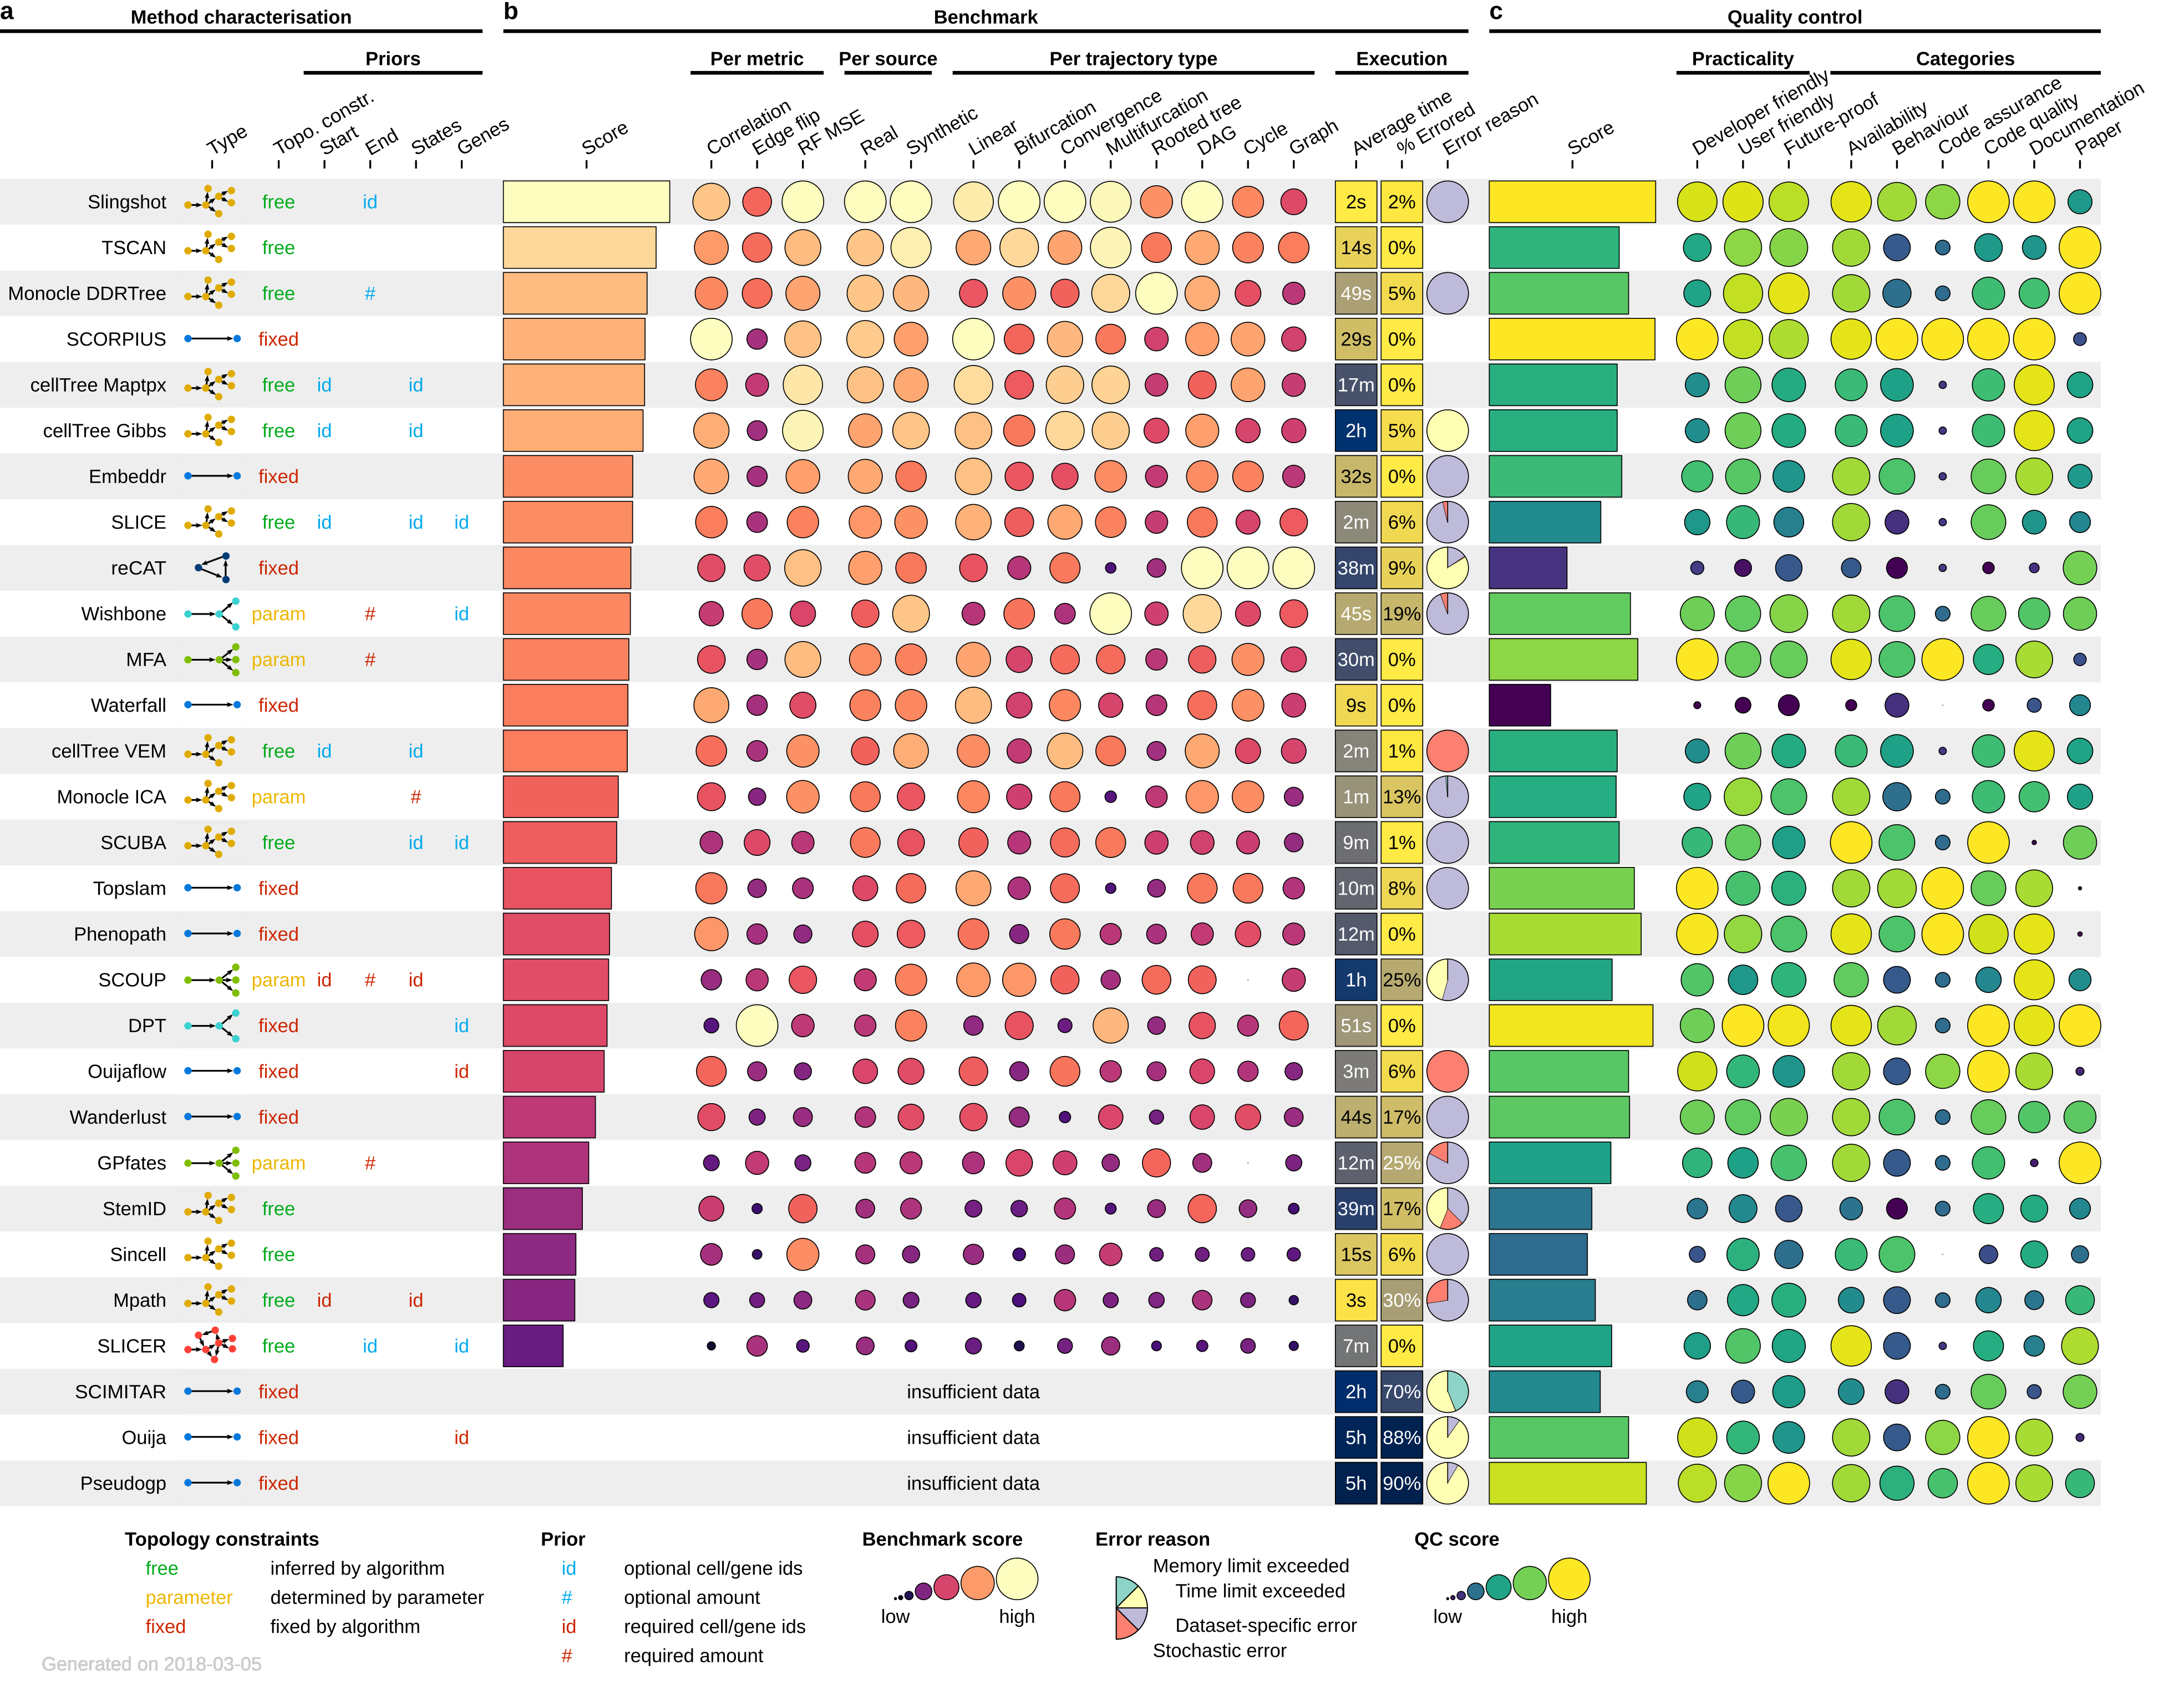 a Method characterisation b Benchmark c Quality control
Priors Per metric Per source Per trajectory type Execution Practicality Categories
Type Topo. constr. Start End States Genes Score Correlation Edge flip RF MSE Real Synthetic Linear Bifurcation Convergence Multifurcation Rooted tree DAG Cycle Graph Average time % Errored Error reason Score Developer friendly User friendly Future-proof Availability Behaviour Code assurance Code quality Documentation Paper
Slingshot free id 2s 2%
TSCAN free 14s 0%
Monocle DDRTree free # 49s 5%
SCORPIUS fixed 29s 0%
cellTree Maptpx free id id 17m 0%
cellTree Gibbs free id id 2h 5%
Embeddr fixed 32s 0%
SLICE free id id id 2m 6%
reCAT fixed 38m 9%
Wishbone param # id 45s 19%
MFA param # 30m 0%
Waterfall fixed 9s 0%
cellTree VEM free id id 2m 1%
Monocle ICA param # 1m 13%
SCUBA free id id 9m 1%
Topslam fixed 10m 8%
Phenopath fixed 12m 0%
SCOUP param id # id 1h 25%
DPT fixed id 51s 0%
Ouijaflow fixed id 3m 6%
Wanderlust fixed 44s 17%
GPfates param # 12m 25%
StemID free 39m 17%
Sincell free 15s 6%
Mpath free id id 3s 30%
SLICER free id id 7m 0%
SCIMITAR fixed insufficient data 2h 70%
Ouija fixed id insufficient data 5h 88%
Pseudogp fixed insufficient data 5h 90%
Topology constraints Prior Benchmark score Error reason QC score
free inferred by algorithm id optional cell/gene ids Memory limit exceeded
parameter determined by parameter # optional amount Time limit exceeded
low high low high
fixed fixed by algorithm id required cell/gene ids Dataset-specific error
# required amount Stochastic error
Generated on 2018-03-05